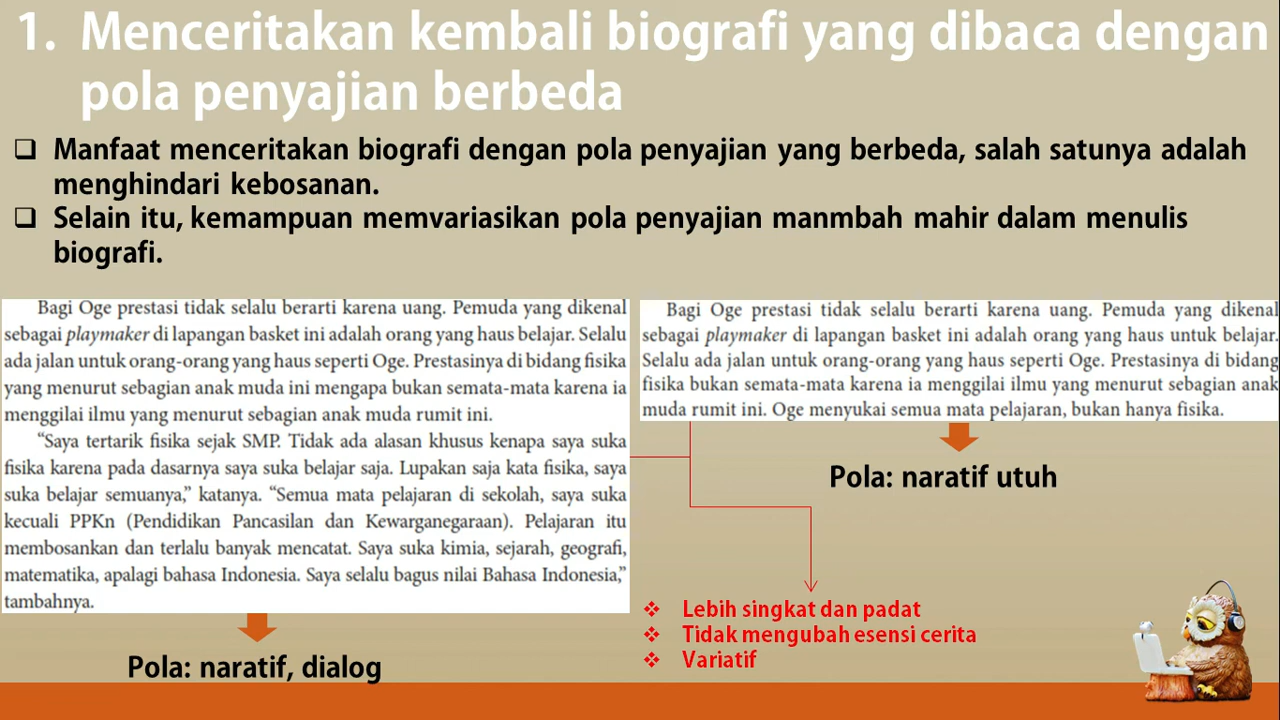 1. Menceritakan kembali biografi yang dibaca dengan
pola penyajian berbeda
Manfaat menceritakan biografi dengan pola penyajian yang berbeda, salah satunya adalah
menghindari kebosanan.
Selain itu, kemampuan memvariasikan pola penyajian manmbah mahir dalam menulis
biografi.
Bagi Oge prestasi tidak selalu berarti karena uang. Pemuda yang dikenal
sebagai playmaker di lapangan basket ini adalah orang yang haus belajar. Selalu
ada jalan untuk orang-orang yang haus seperti Oge. Prestasinya di bidang fisika
yang menurut sebagian anak muda ini mengapa bukan semata-mata karena ia
menggilai ilmu yang menurut sebagian anak muda rumit ini.
“Saya tertarik fisika sejak SMP. Tidak ada alasan khusus kenapa saya suka
fisika karena pada dasarnya saya suka belajar saja. Lupakan saja kata fisika, saya
suka belajar semuanya,” katanya. “Semua mata pelajaran di sekolah, saya suka
kecuali PPKn (Pendidikan Pancasilan dan Kewarganegaraan). Pelajaran itu
membosankan dan terlalu banyak mencatat. Saya suka kimia, sejarah, geografi,
matematika, apalagi bahasa Indonesia. Saya selalu bagus nilai Bahasa Indonesia,”
tambahnya.
Pola: naratif, dialog
Bagi Oge prestasi tidak selalu berarti karena uang. Pemuda yang dikenal
sebagai playmaker di lapangan basket ini adalah orang yang haus untuk belajar.
Selalu ada jalan untuk orang-orang yang haus seperti Oge. Prestasinya di bidang
fisika bukan semata-mata karena ia menggilai ilmu yang menurut sebagian anak
muda rumit ini. Oge menyukai semua mata pelajaran, bukan hanya fisika.
Pola: naratif utuh
Lebih singkat dan padat
Tidak mengubah esensi cerita
Variatif